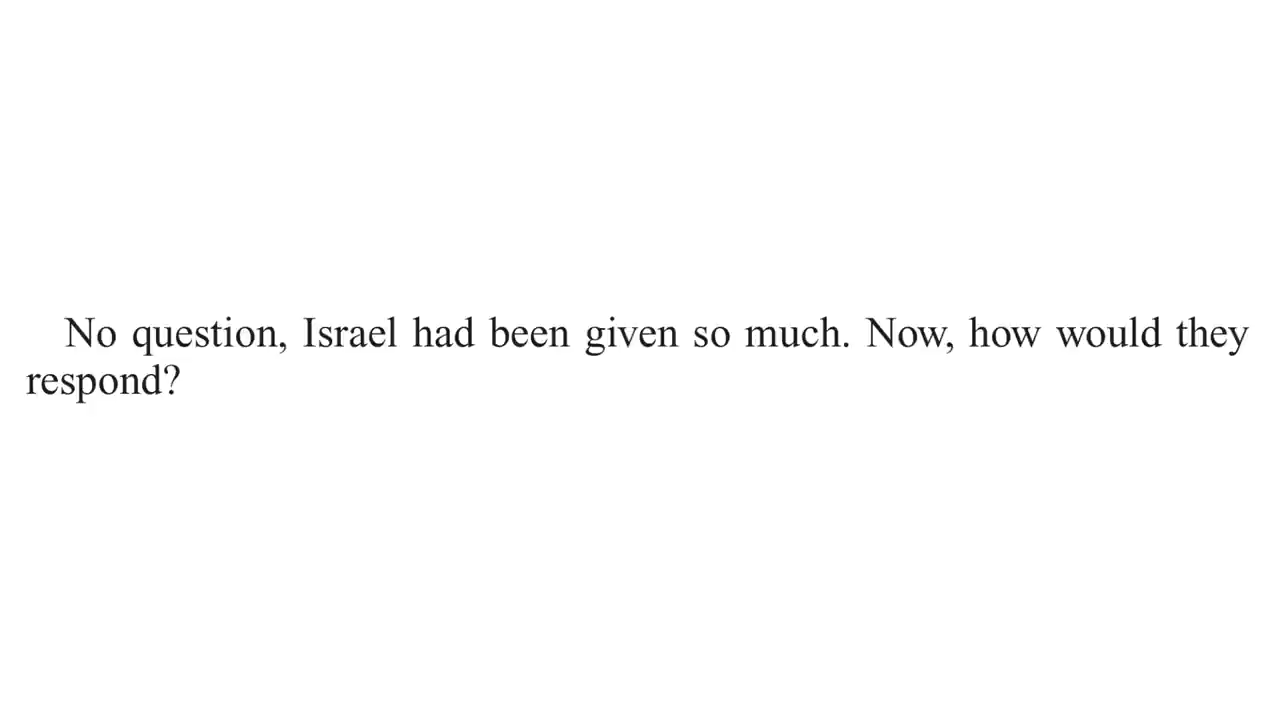 No question, Israel had been given so much. Now, how would they
respond?